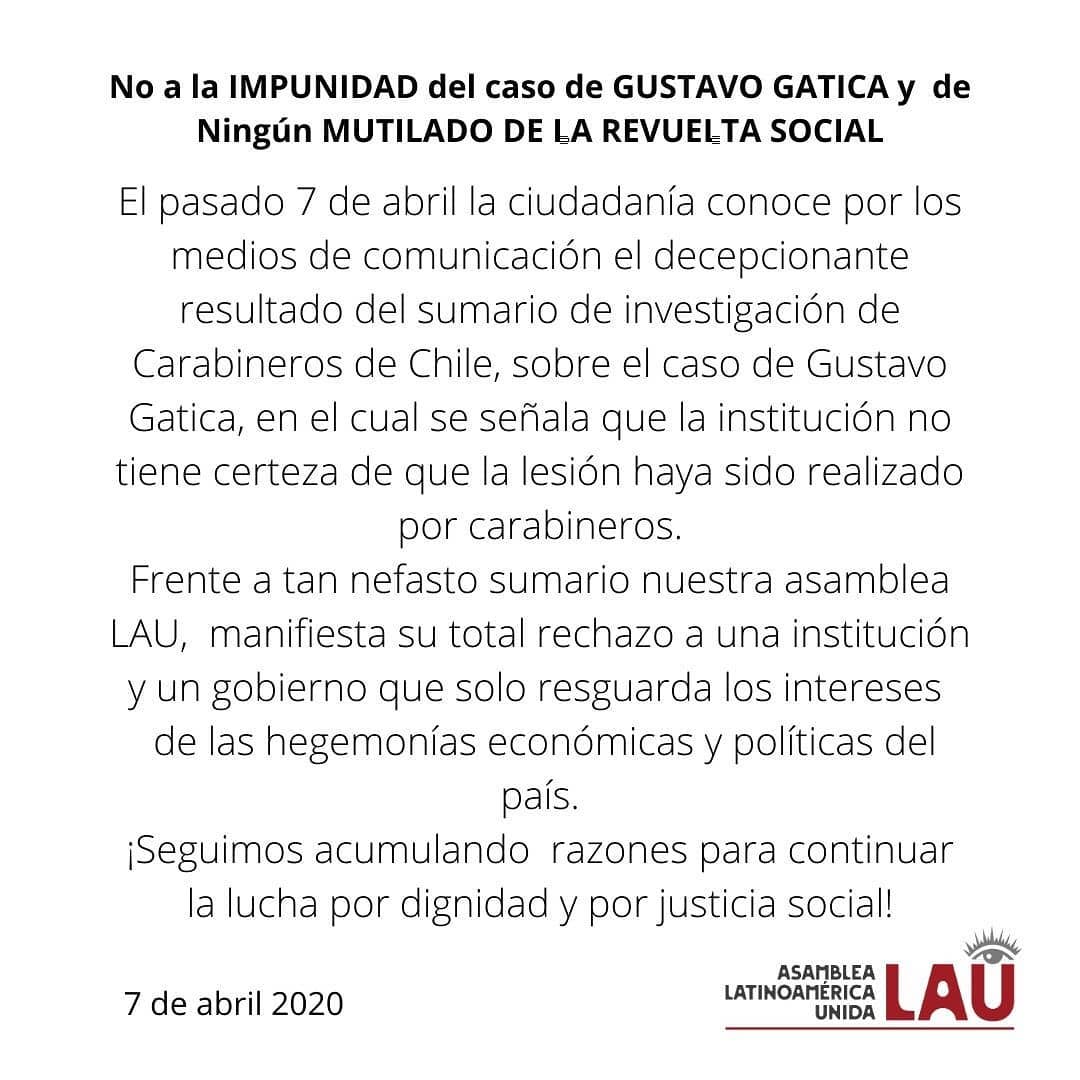 No a la IMPUNIDAD del caso de GUSTAVO GATICA y de
Ningún MUTILADO DE LA REVUELTA SOCIAL
El pasado 7 de abril la ciudadanía conoce por los
medios de comunicación el decepcionante
resultado del sumario de investigación de
Carabineros de Chile, sobre el caso de Gustavo
Gatica, en el cual se señala que la institución no
tiene certeza de que la lesión haya sido realizado
por carabineros.
Frente a tan nefasto sumario nuestra asamblea
LAU, manifiesta su total rechazo a una institución
y un gobierno que solo resguarda los intereses
de las hegemonías económicas y políticas del
país.
¡Seguimos acumulando razones para continuar
la lucha por dignidad y por justicia social!
7 de abril 2020
ASAMBLEA
LATINOAMÉRICA
UNIDA
LAU